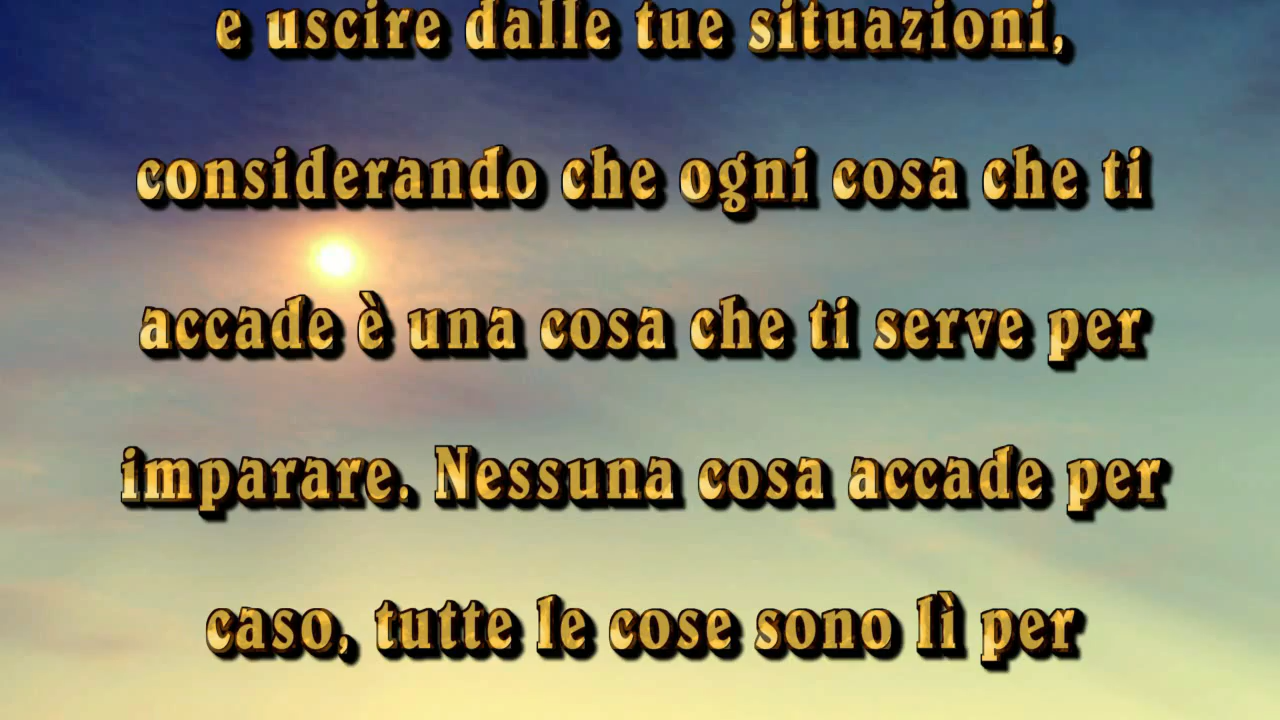 e uscire dalle tue situazioni,
considerando che ogni cosa che ti
accade è una cosa che ti serve per
imparare. Nessuna cosa accade per
caso, tutte le cose sono lì per